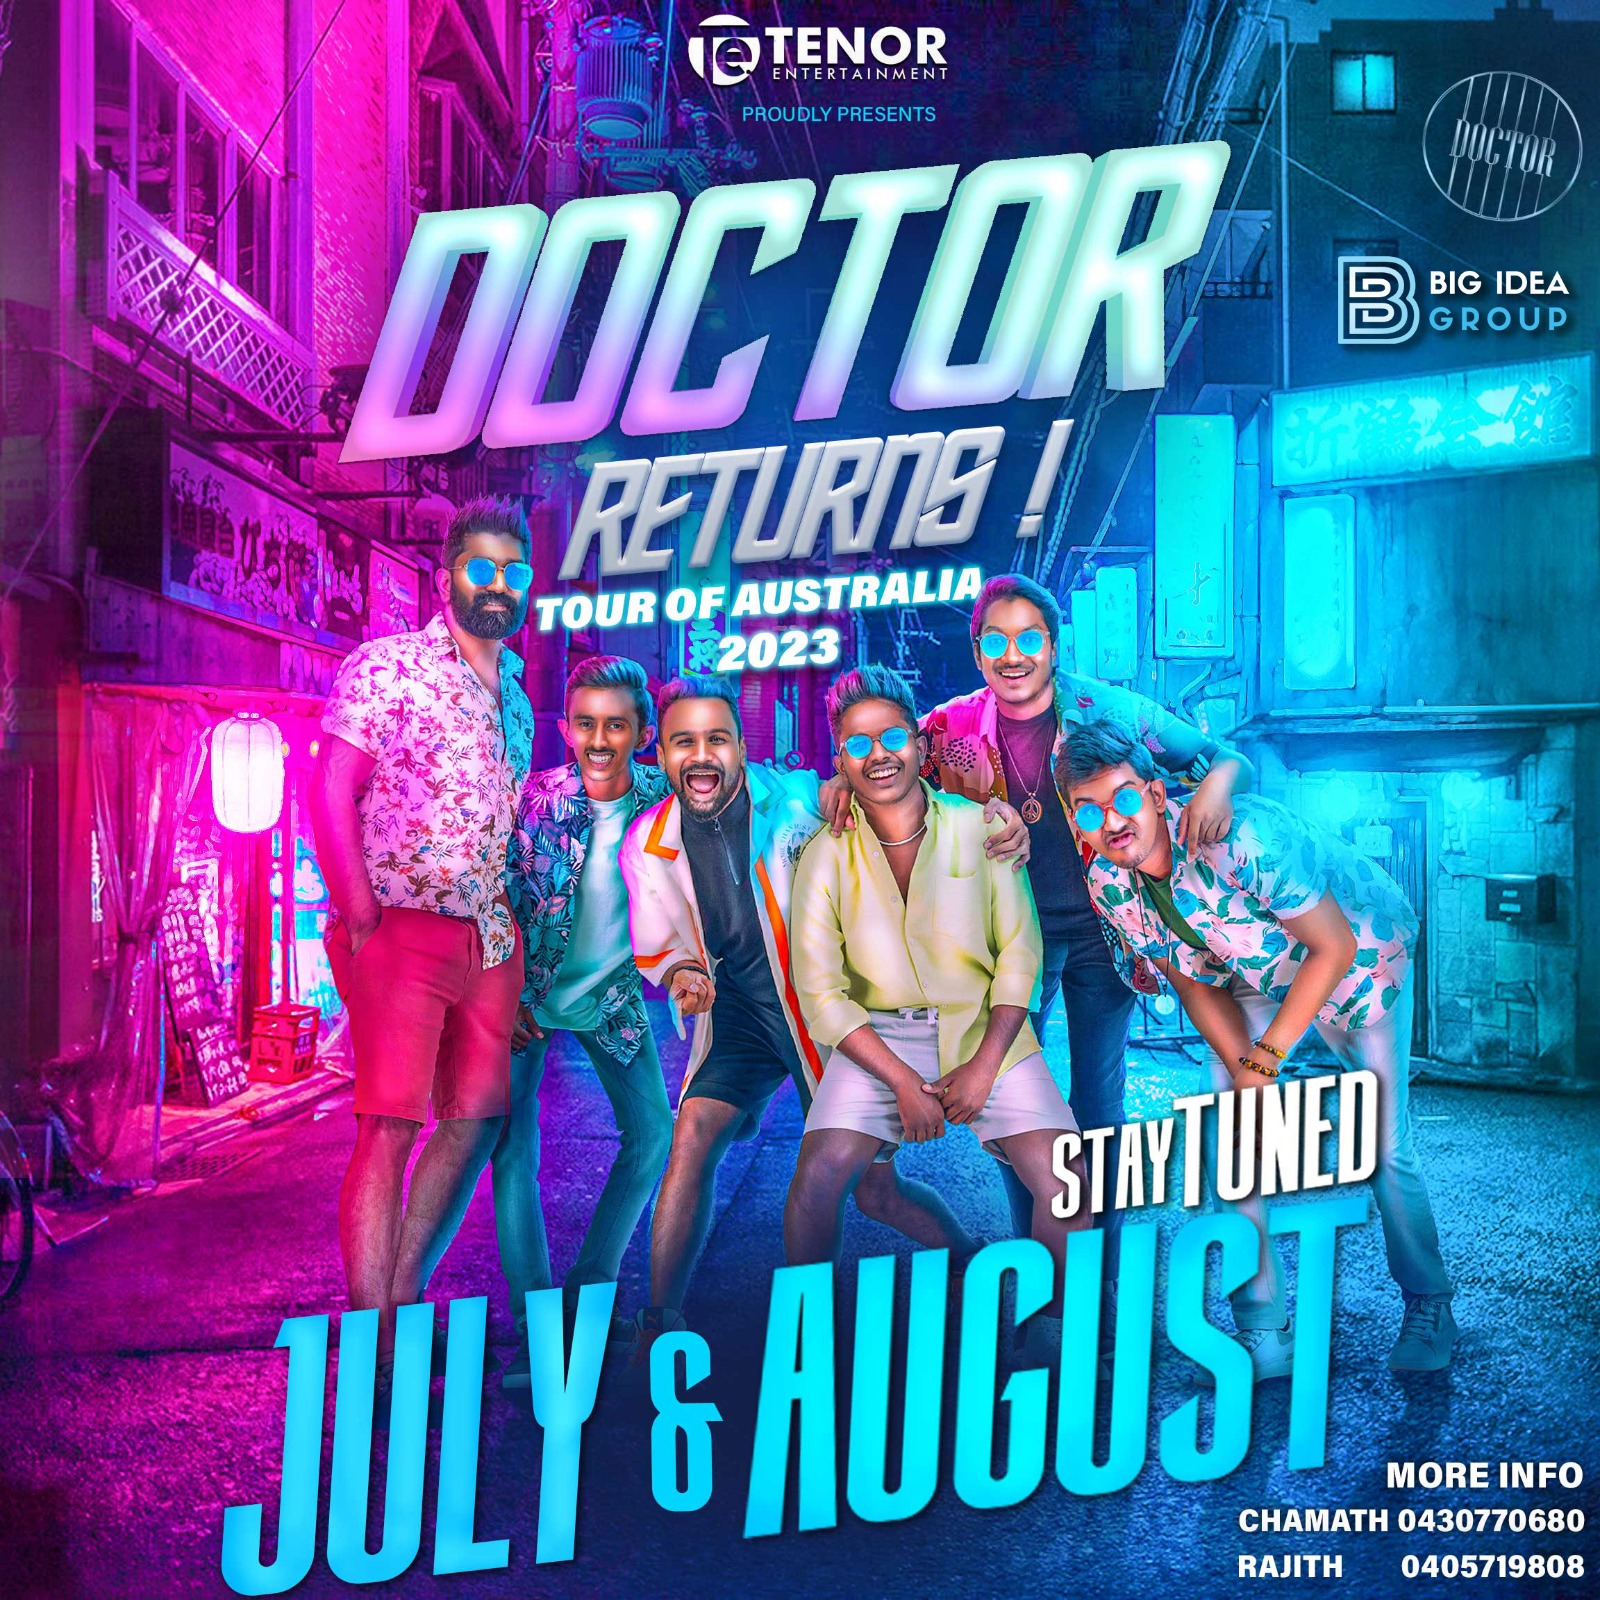 TENOR
ENTERTAINMENT
PROUDLY PRESENTS
DOCTOR
DOCTOR
BIG IDEA
GROUP
RETURNS !
TOUR OF AUSTRALIA
2023
STAY TUNED
JULY & AUGUST
MORE INFO
CHAMATH 0430770680
RAJITH 0405719808